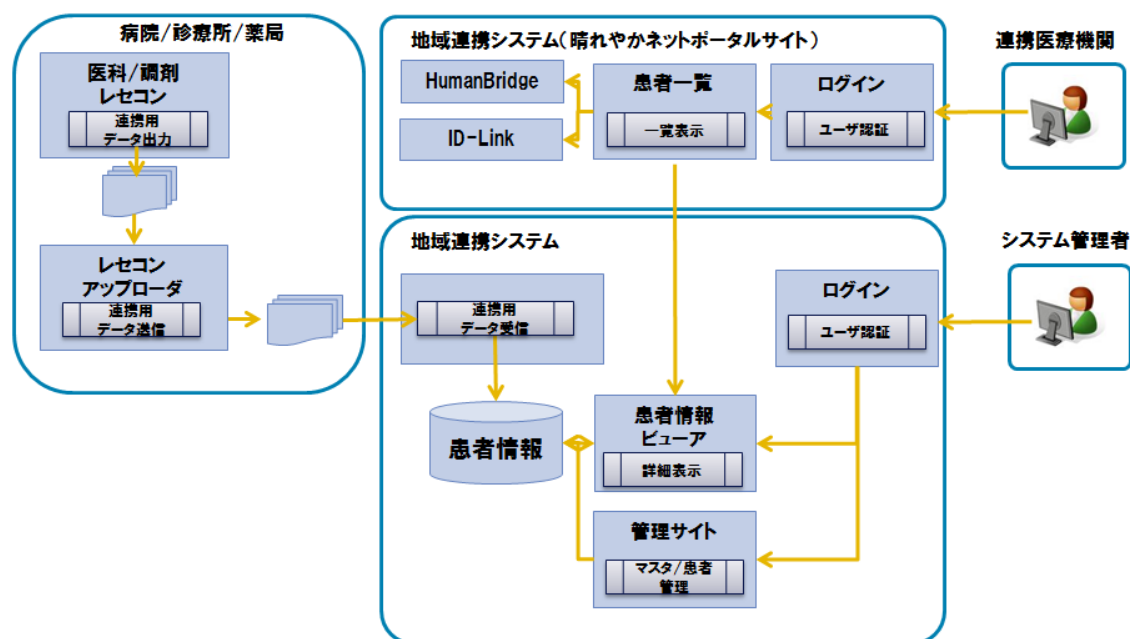 病院/診療所/薬局
医科/調剤
レセコン
連携用
データ出力
レセコン
アップローダ
連携用
データ送信
地域連携システム(晴れやかネットポータルサイト)
HumanBridge
ID-Link
患者一覧
一覧表示
ログイン
ユーザ認証
連携医療機関
地域連携システム
連携用
データ受信
患者情報
患者情報
ビューア
詳細表示
管理サイト
マスタ/患者
管理
ログイン
ユーザ認証
システム管理者